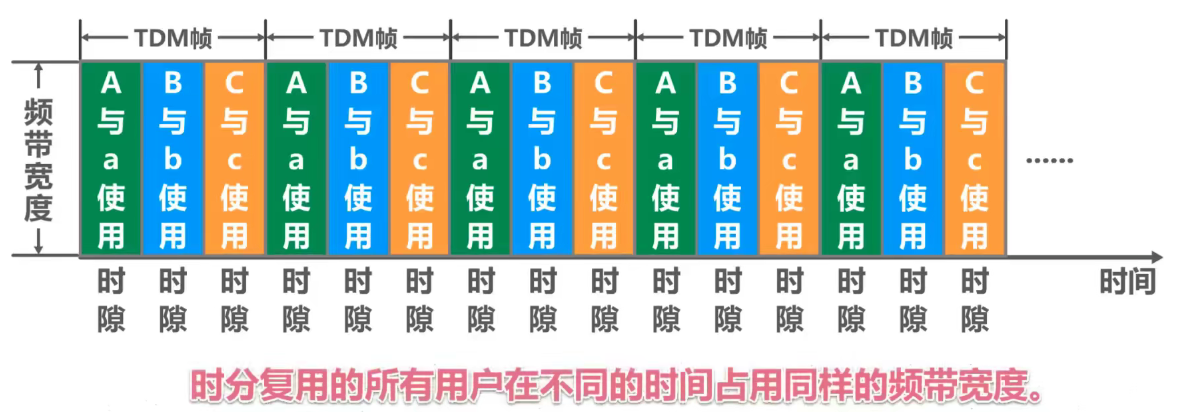 TDM帧 TDM帧 TDM帧 TDM帧 TDM帧
频带宽度
A与a使用
B与b使用
C与c使用
A与a使用
B与b使用
C与c使用
A与a使用
B与b使用
C与c使用
A与a使用
B与b使用
C与c使用
A与a使用
B与b使用
C与c使用
……
时隙 时隙 时隙 时隙 时隙 时隙 时隙 时隙 时隙 时隙 时隙 时隙 时隙 时隙 时隙
时间
时分复用的所有用户在不同的时间占用同样的频带宽度。